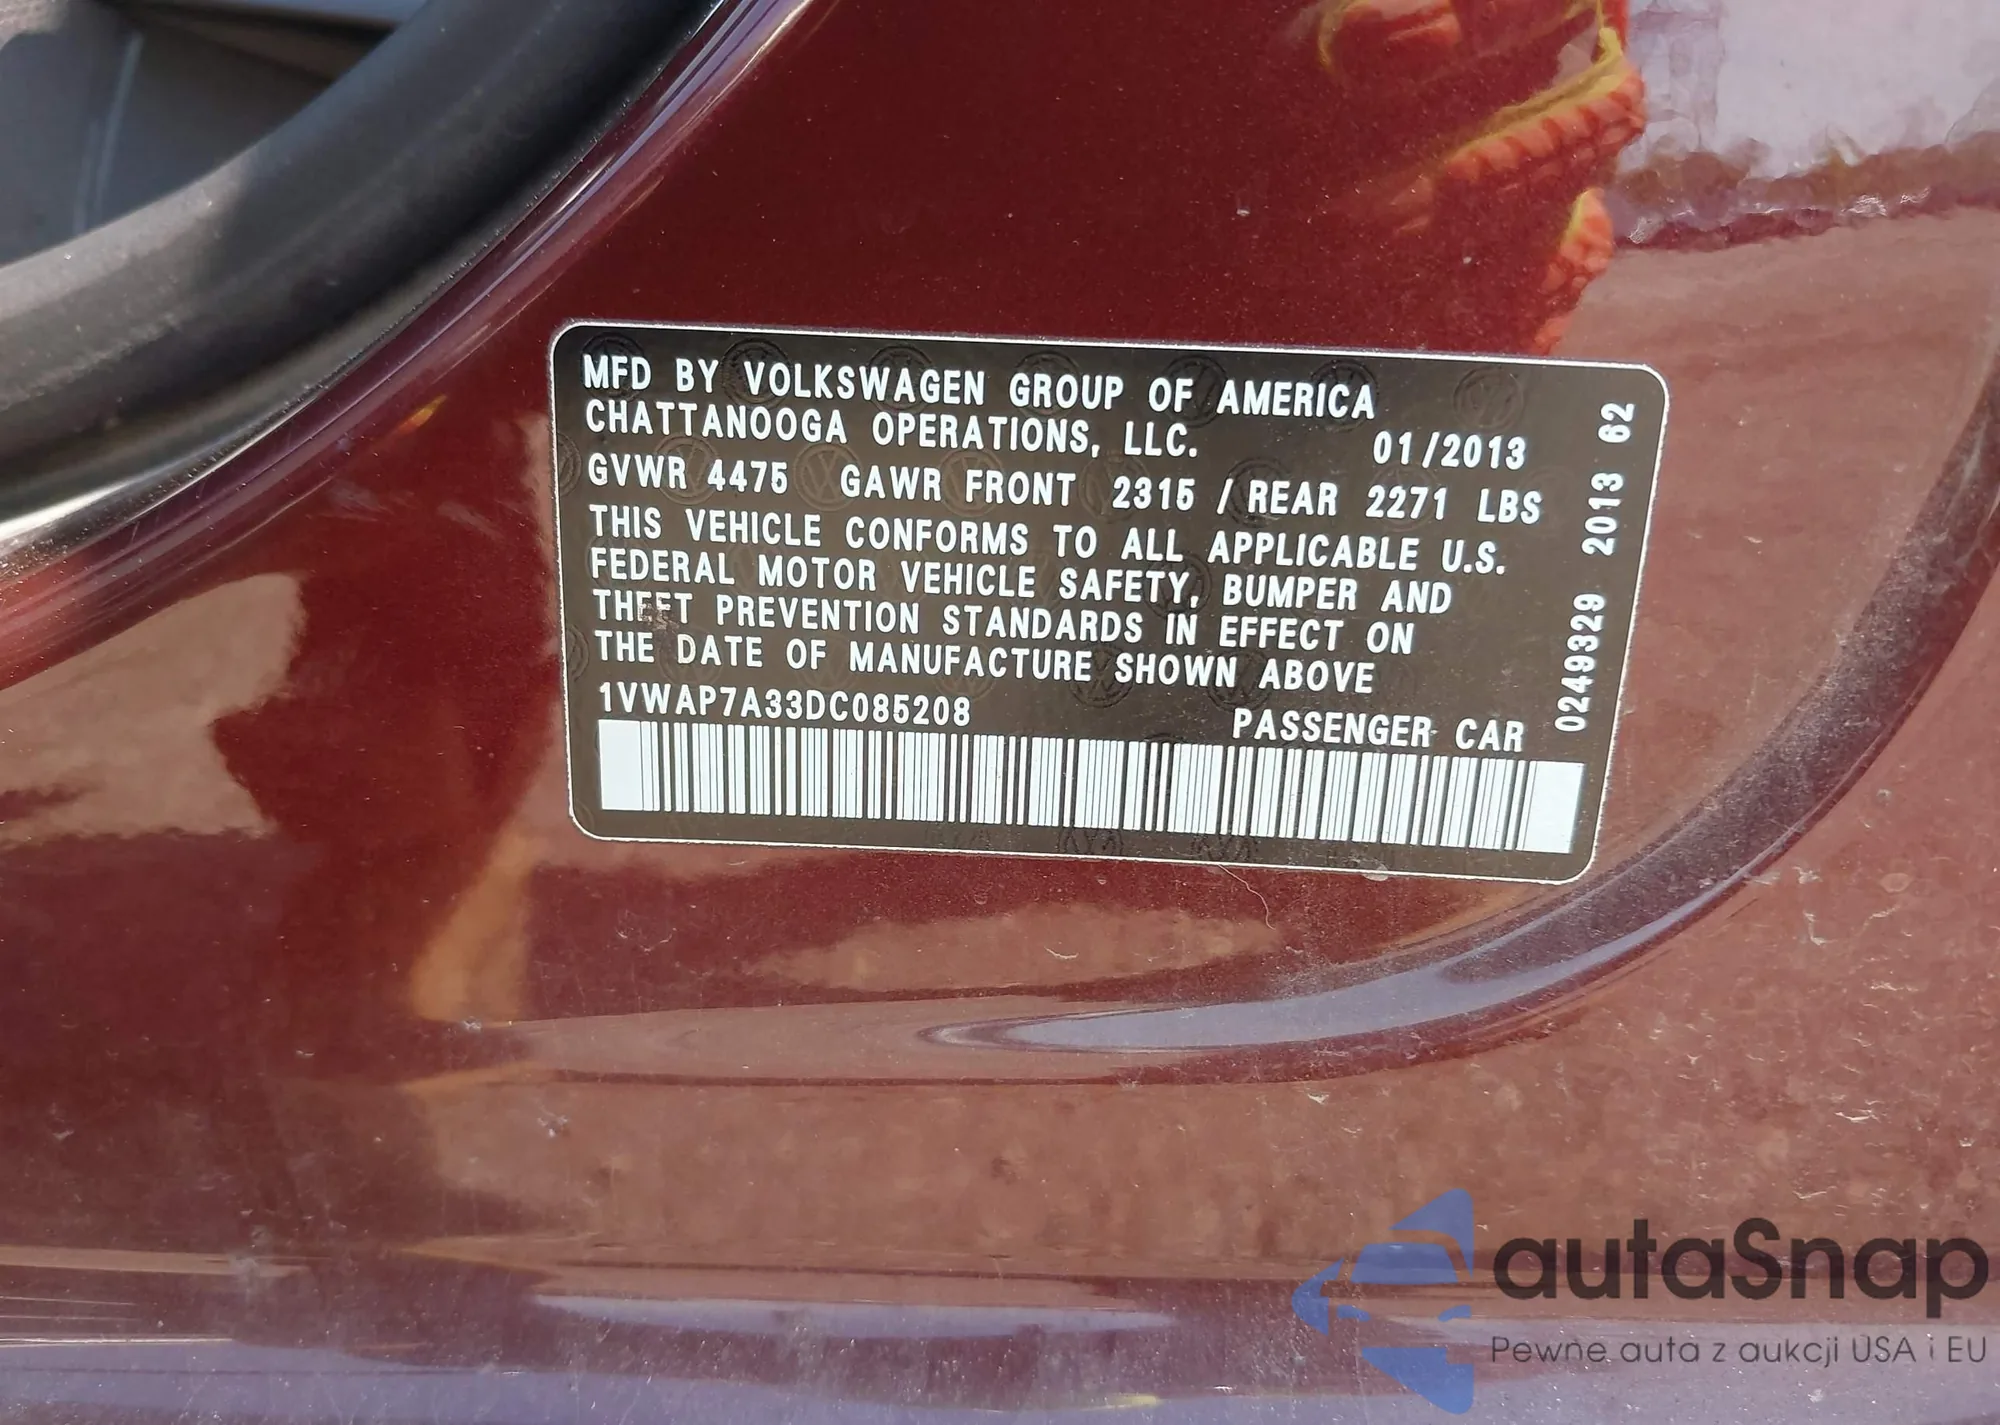 MFD BY VOLKSWAGEN GROUP OF AMERICA
CHATTANOOGA OPERATIONS, LLC. 01/2013
GVWR 4475 GAWR FRONT 2315 / REAR 2271 LBS
THIS VEHICLE CONFORMS TO ALL APPLICABLE U.S.
FEDERAL MOTOR VEHICLE SAFETY, BUMPER AND
THEFT PREVENTION STANDARDS IN EFFECT ON
THE DATE OF MANUFACTURE SHOWN ABOVE
1VWAP7A33DC085208 PASSENGER CAR
0249329 2013 62
autaSnap
Pewne auta z aukcji USA i EU